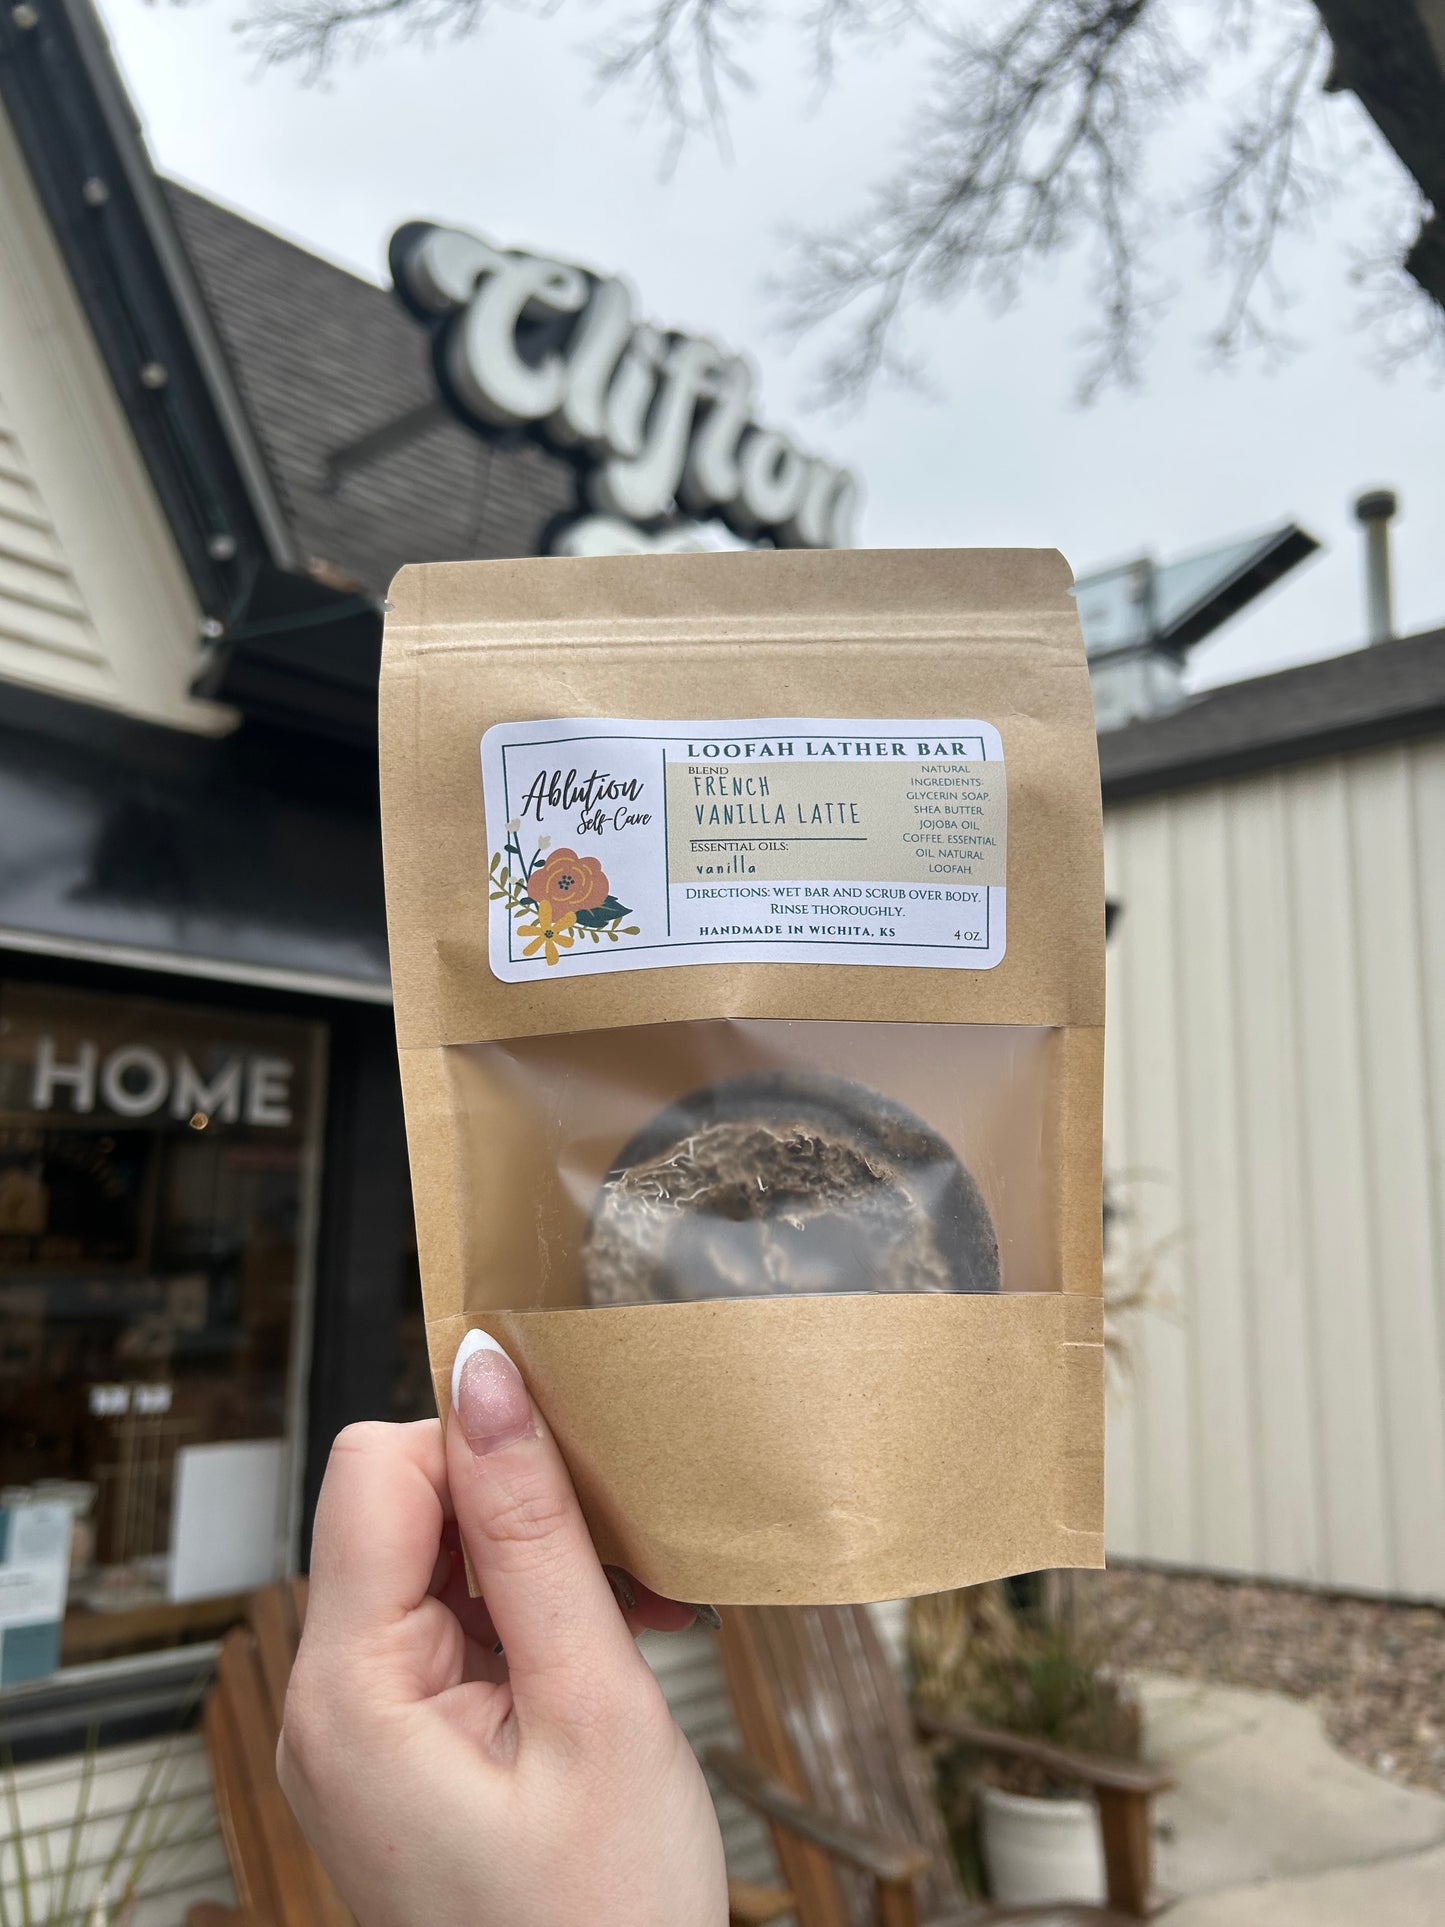 Clifton
HOME
Ablution
Self-Care
LOOFAH LATHER BAR
BLEND
FRENCH
VANILLA LATTE
ESSENTIAL OILS:
vanilla
NATURAL
INGREDIENTS:
GLYCERIN SOAP,
SHEA BUTTER,
JOJOBA OIL,
COFFEE, ESSENTIAL
OIL, NATURAL
LOOFAH,
DIRECTIONS: WET BAR AND SCRUB OVER BODY.
RINSE THOROUGHLY.
HANDMADE IN WICHITA, KS
4 OZ.